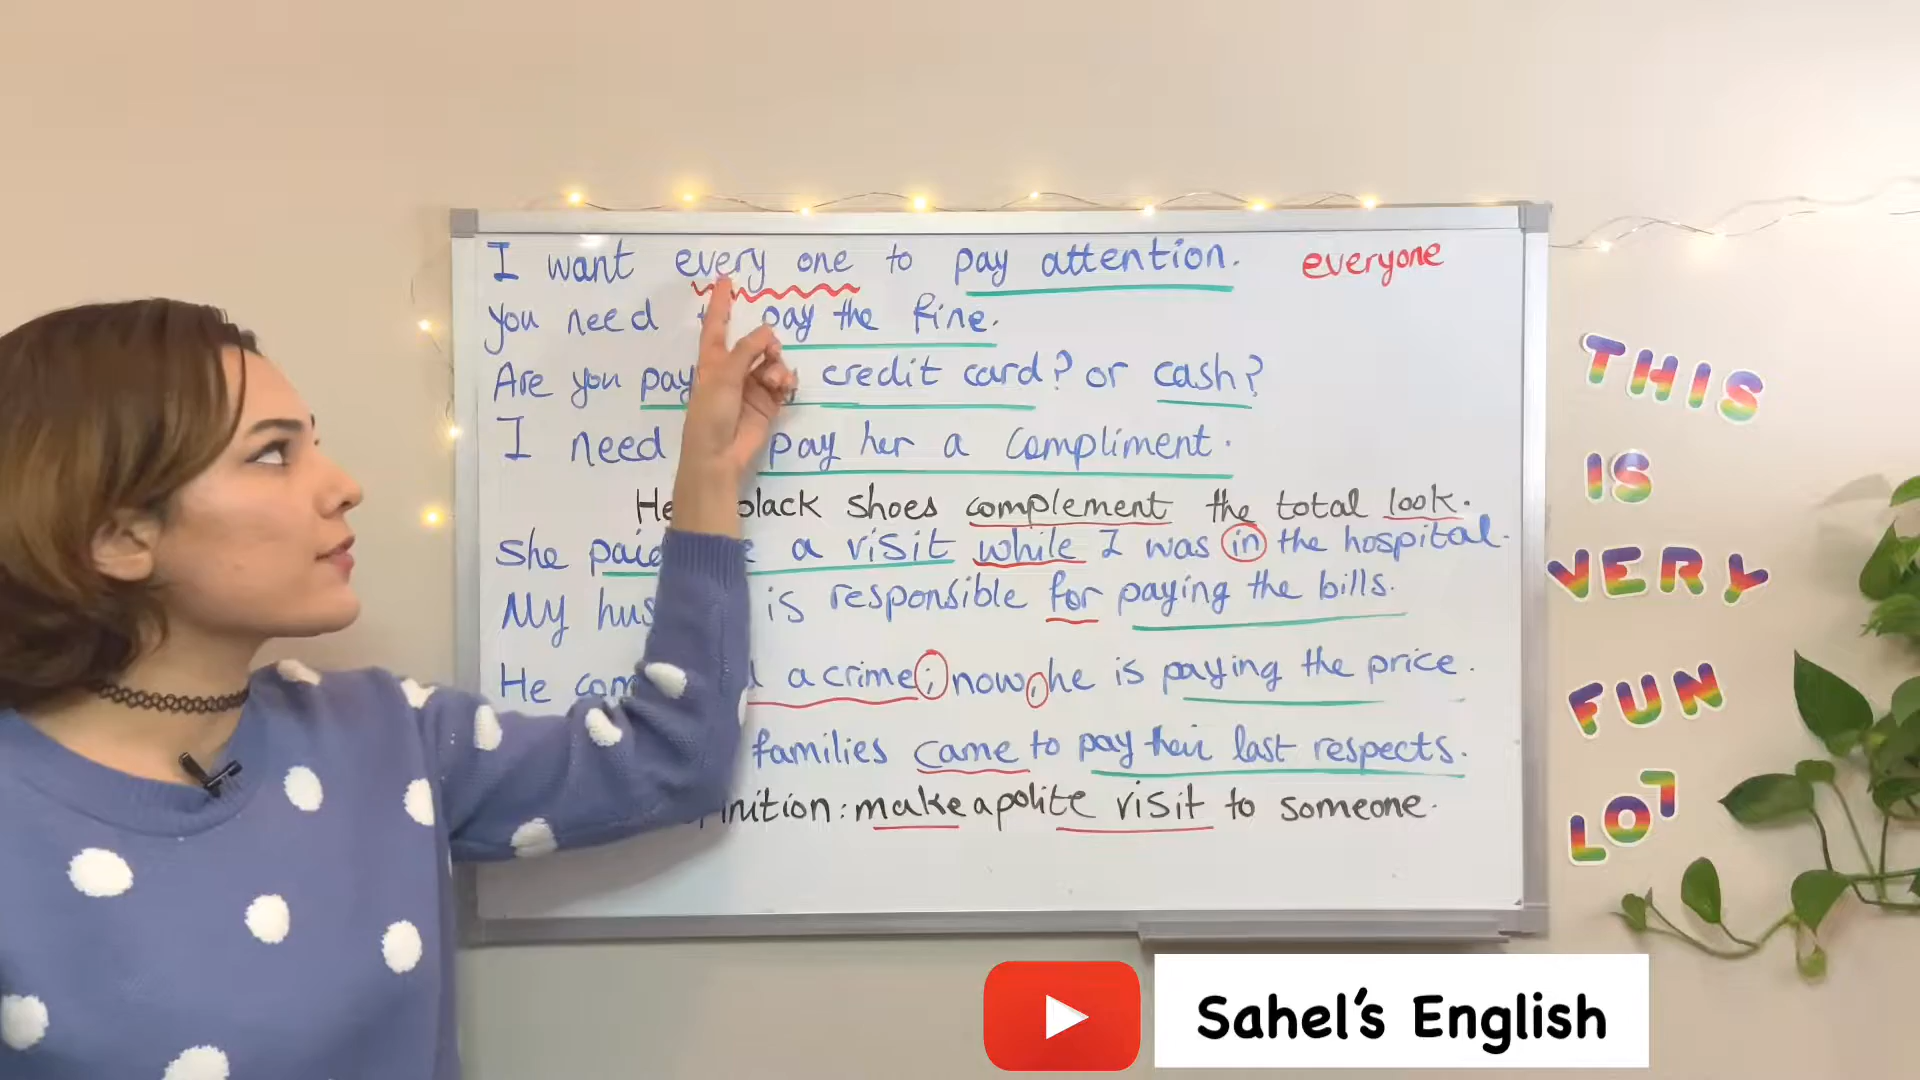 I want every one to pay attention. everyone
you need pay the fine.
Are you pay credit card? or cash?
I need pay her a compliment.
black shoes complement the total look.
She paid a visit while I was in the hospital.
My is responsible for paying the bills.
He a crime; now, he is paying the price.
families came to pay their last respects.
make a polite visit to someone.
THIS
IS
VERY
FUN
LOT
Sahel's English